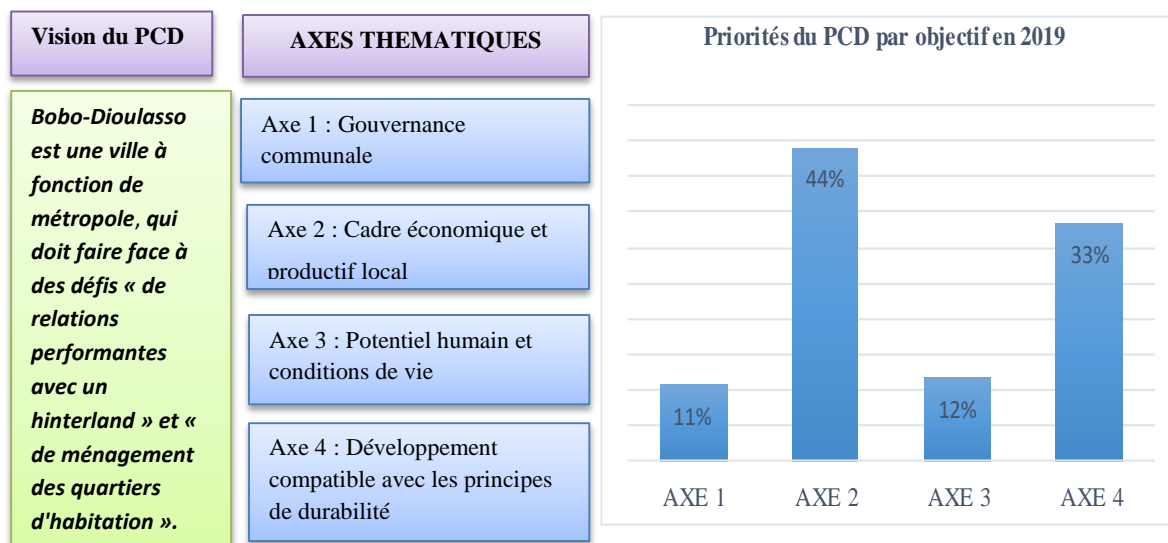 Vision du PCD
Bobo-Dioulasso
est une ville à
fonction de
métropole, qui
doit faire face à
des défis « de
relations
performantes
avec un
hinterland » et «
de ménagement
des quartiers
d'habitation ».
AXES THEMATIQUES
Axe 1 : Gouvernance
communale
Axe 2 : Cadre économique et
productif local
Axe 3 : Potentiel humain et
conditions de vie
Axe 4 : Développement
compatible avec les principes
de durabilité
Priorités du PCD par objectif en 2019
44%
33%
12%
11%
AXE 1 AXE 2 AXE 3 AXE 4